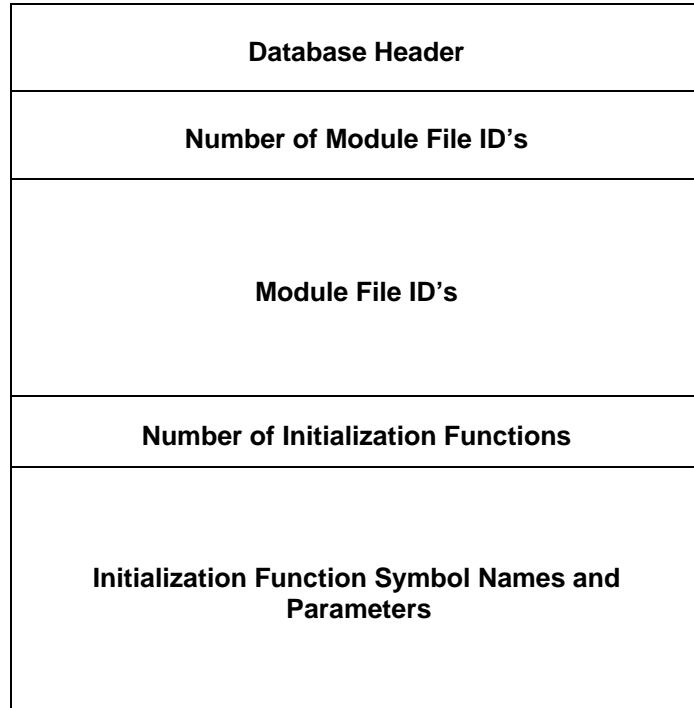 Database Header
Number of Module File ID’s
Module File ID’s
Number of Initialization Functions
Initialization Function Symbol Names and
Parameters